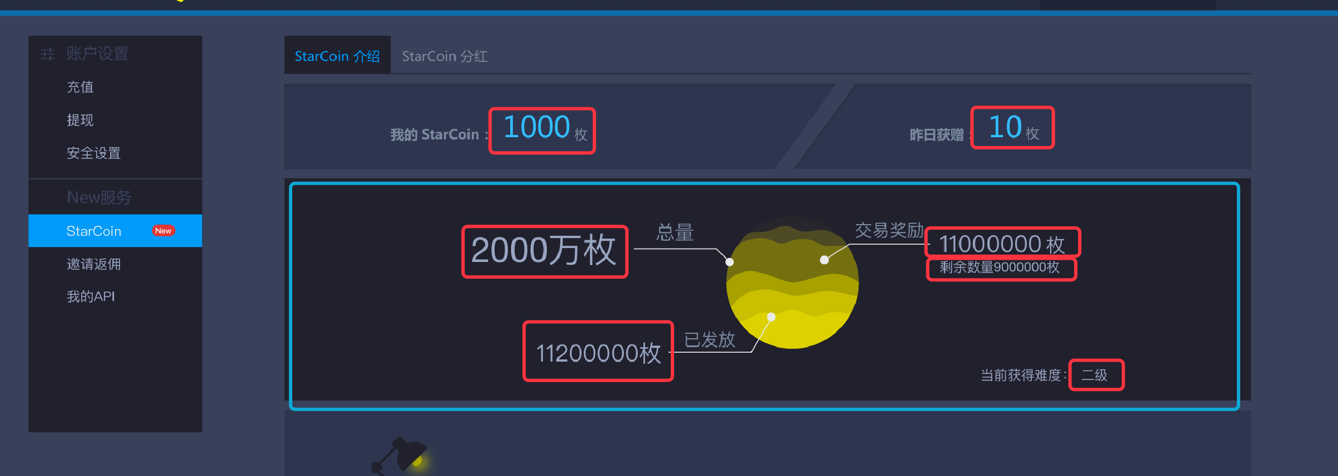 账户设置
充值
提现
安全设置
New服务
StarCoin New
邀请返佣
我的API
StarCoin 介绍 StarCoin 分红
我的 StarCoin： 1000 枚
昨日获赠： 10 枚
2000万枚 总量
交易奖励 11000000 枚
剩余数量9000000枚
11200000枚 已发放
当前获得难度： 二级